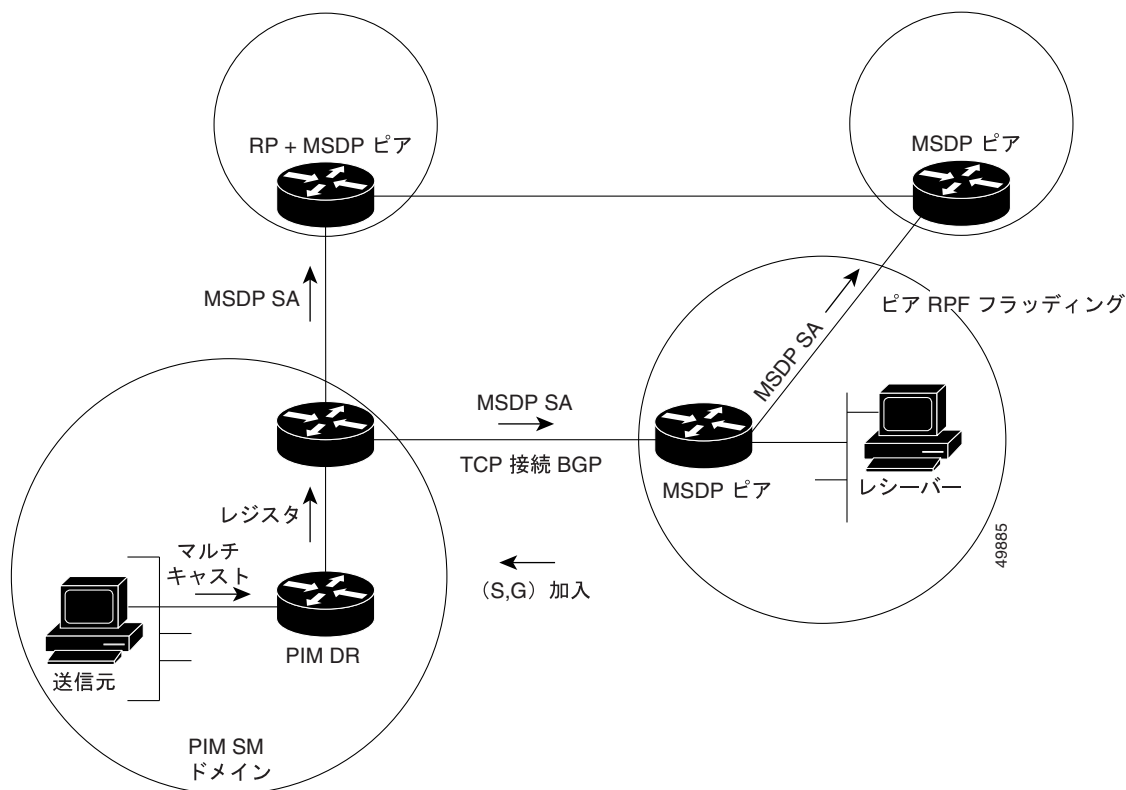 RP + MSDP ピア
MSDP ピア
MSDP SA
ピア RPF フラッディング
MSDP SA
MSDP SA
TCP 接続 BGP
MSDP ピア
レシーバー
レジスタ
マルチ
キャスト
(S,G) 加入
49885
PIM DR
送信元
PIM SM
ドメイン